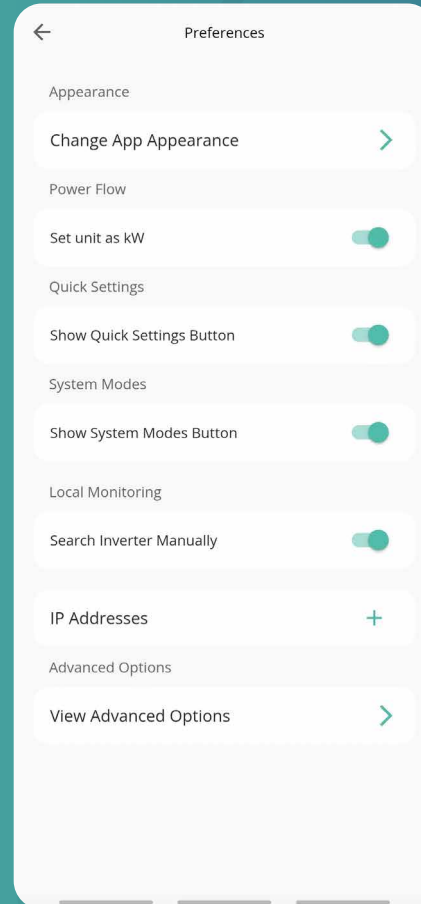 Preferences
Appearance
Change App Appearance
Power Flow
Set unit as kW
Quick Settings
Show Quick Settings Button
System Modes
Show System Modes Button
Local Monitoring
Search Inverter Manually
IP Addresses
Advanced Options
View Advanced Options